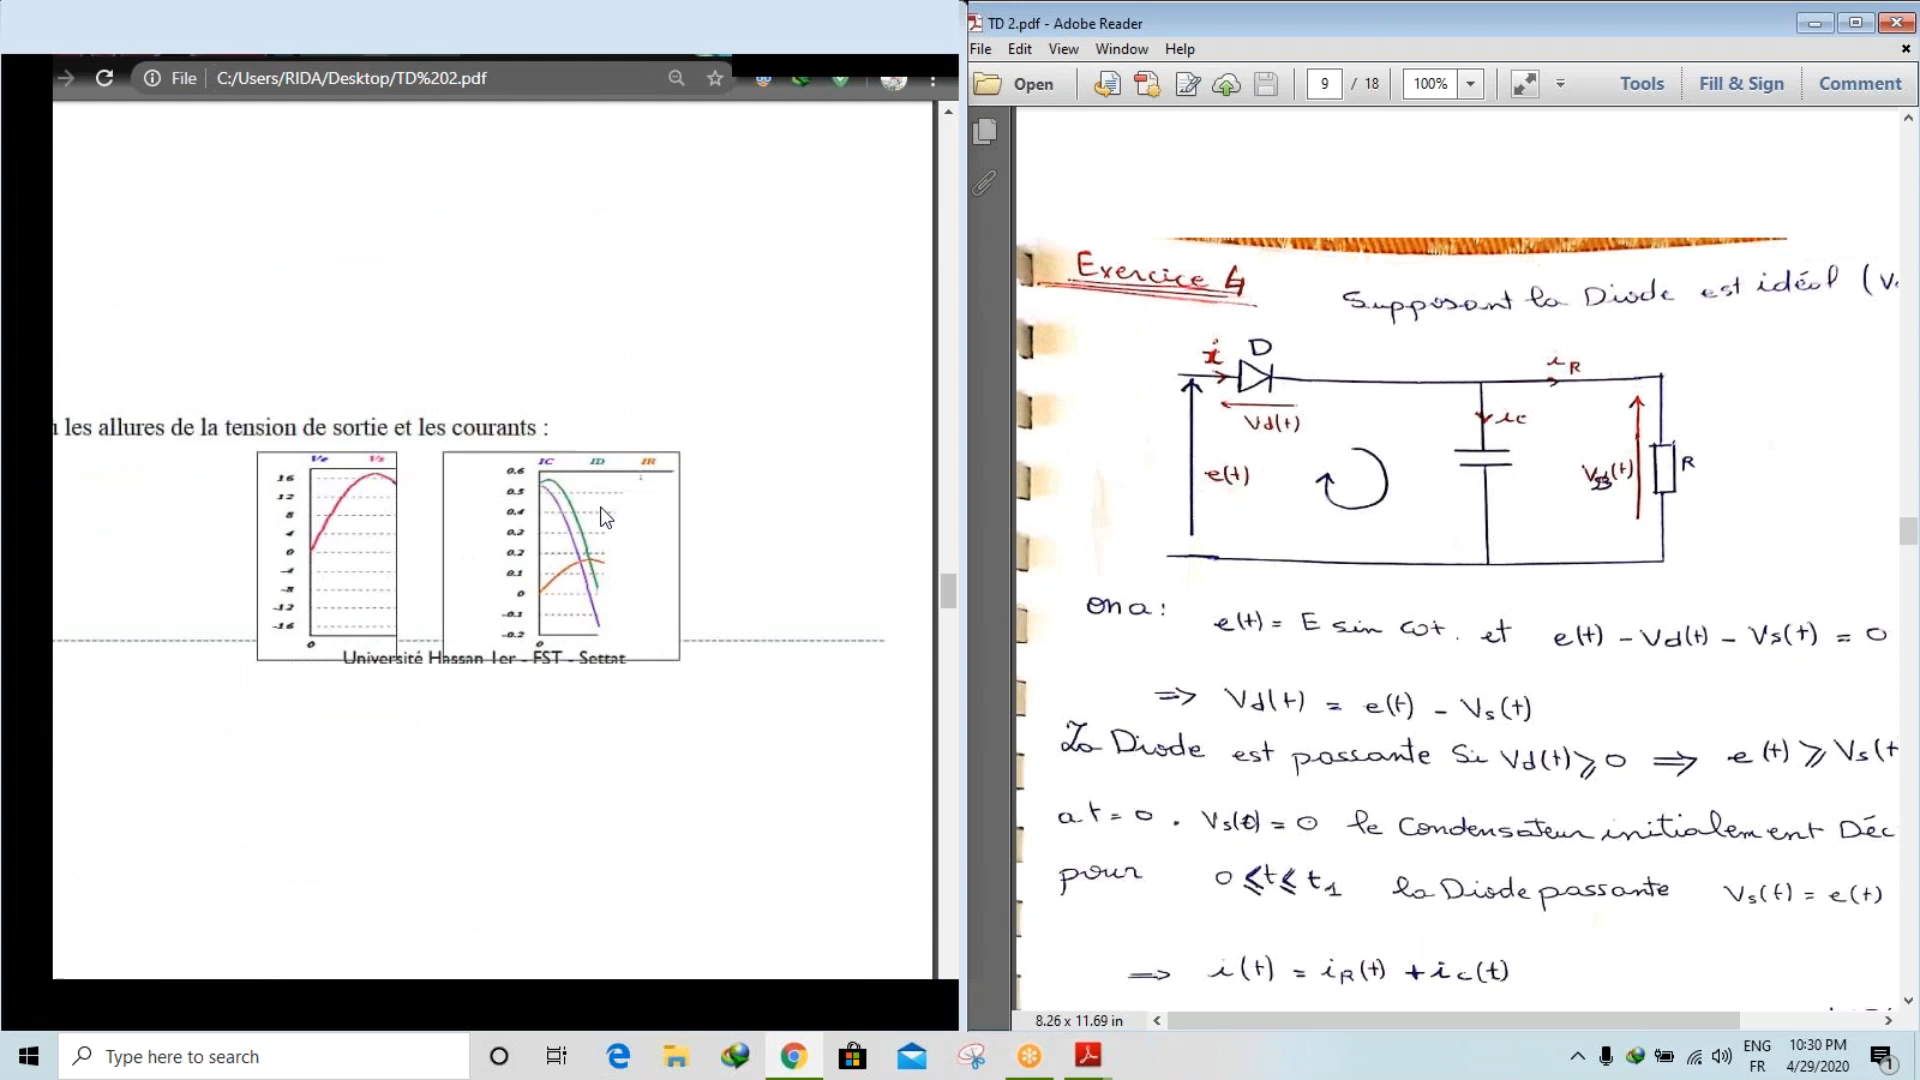 TD 2.pdf - Adobe Reader
File Edit View Window Help
File C:/Users/RIDA/Desktop/TD%202.pdf
Open 9 / 18 100% Tools Fill & Sign Comment
les allures de la tension de sortie et les courants :
Ve Vs
16
12
8
4
0
-4
-8
-12
-16
0
IC ID IR
0.6
0.5
0.4
0.2
0.2
0.1
0
-0.1
-0.2
0
Université Hassan 1er - FST - Settat
Exercice 4
Supposant la Diode est idéal (V
i D iR
Vd(t) ic
e(t) Vs(t) R
on a :
e(t) = E sin ωt. et e(t) - Vd(t) - Vs(t) = 0
=> Vd(t) = e(t) - Vs(t)
La Diode est passante Si Vd(t) ⩾ 0 => e(t) ⩾ Vs(t
a t = 0 . Vs(t) = 0 le Condensateur initialement Déc
pour 0 ⩽ t ⩽ t1 la Diode passante Vs(t) = e(t)
=> i(t) = iR(t) + ic(t)
8.26 x 11.69 in
Type here to search
ENG 10:30 PM
FR 4/29/2020
1